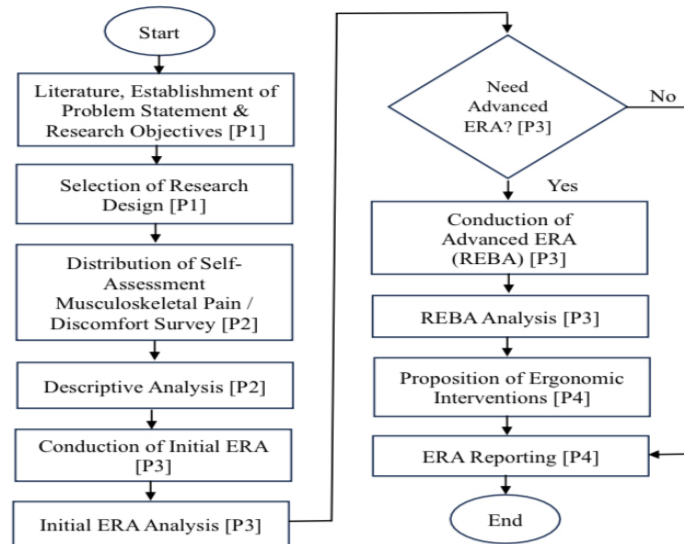 Start
Literature, Establishment of
Problem Statement &
Research Objectives [P1]
Selection of Research
Design [P1]
Distribution of Self-
Assessment
Musculoskeletal Pain /
Discomfort Survey [P2]
Descriptive Analysis [P2]
Conduction of Initial ERA
[P3]
Initial ERA Analysis [P3]
Need
Advanced
ERA? [P3]
No
Yes
Conduction of
Advanced ERA
(REBA) [P3]
REBA Analysis [P3]
Proposition of Ergonomic
Interventions [P4]
ERA Reporting [P4]
End